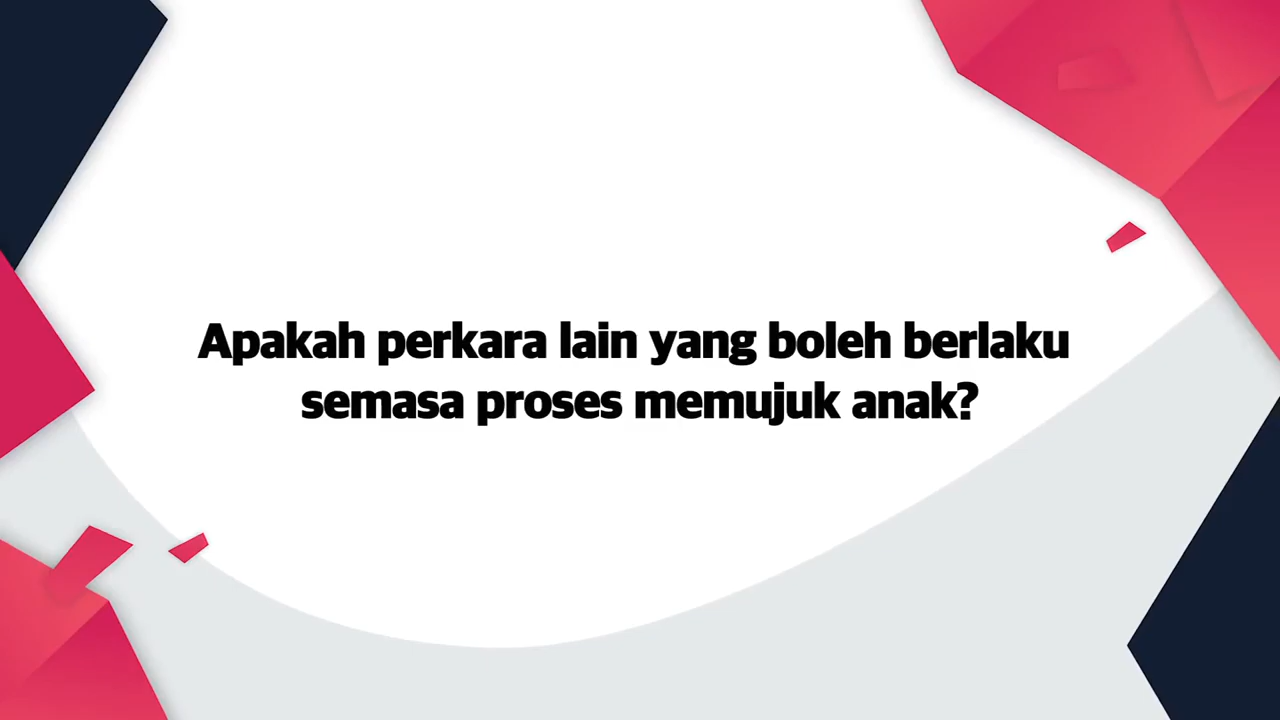 Apakah perkara lain yang boleh berlaku
semasa proses memujuk anak?